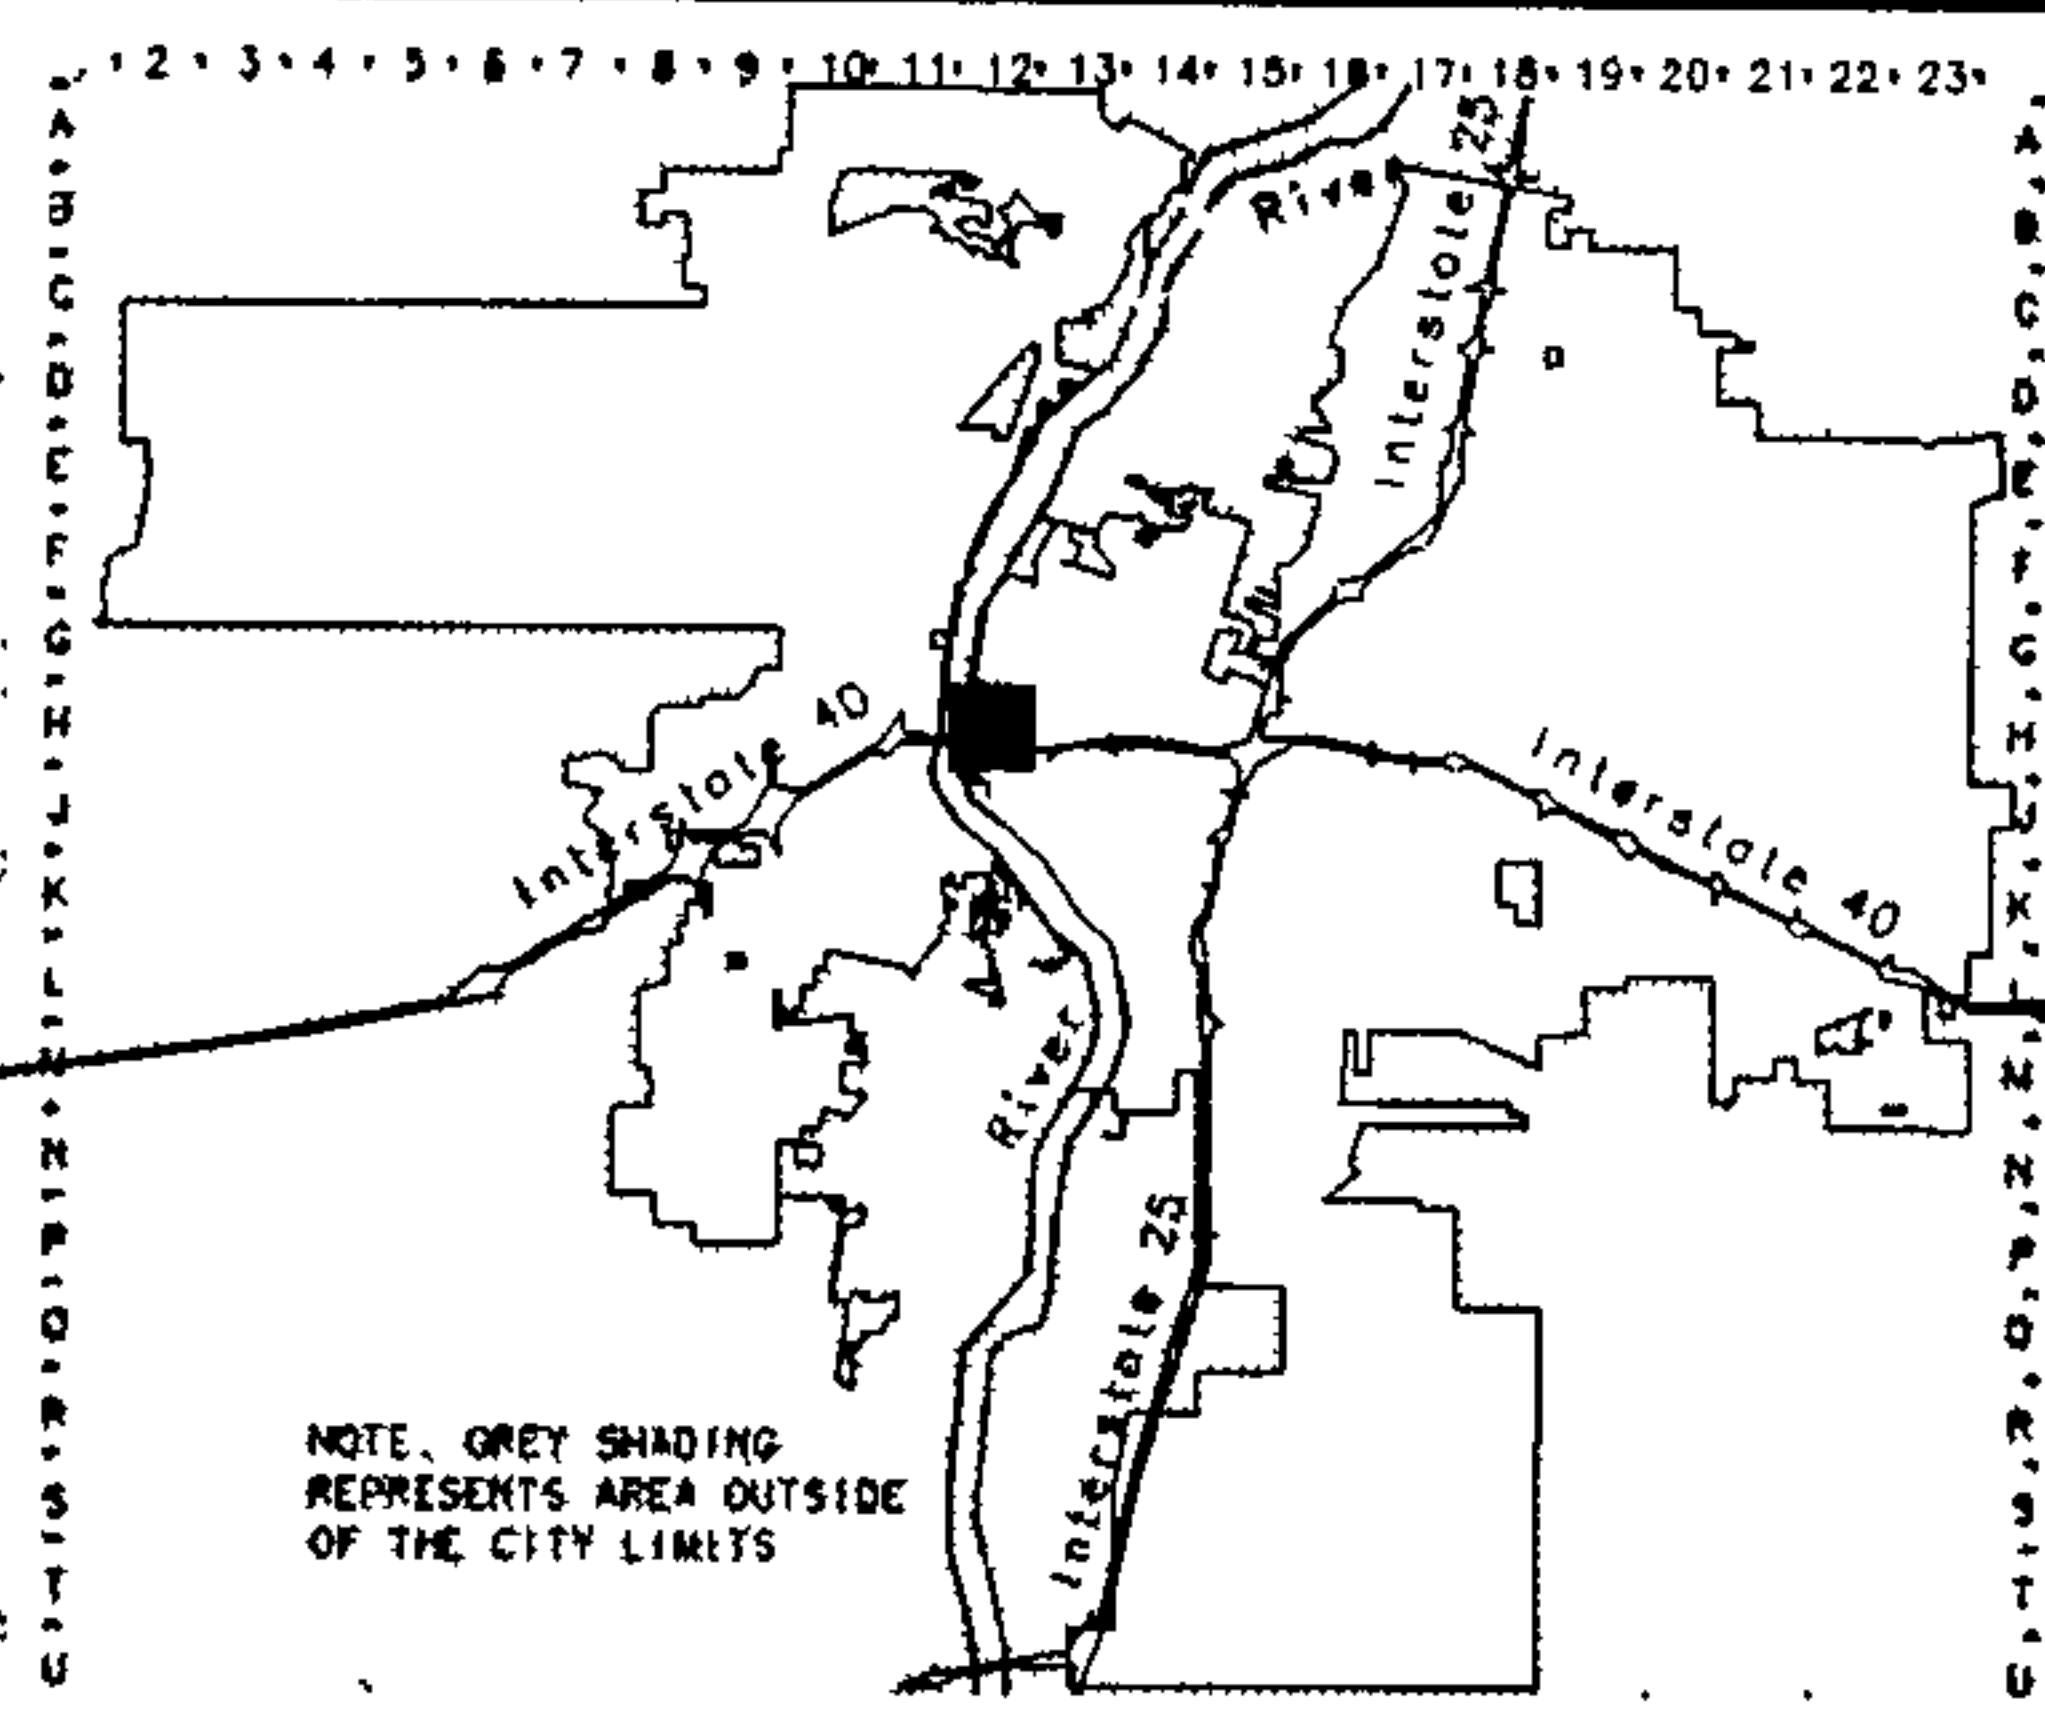 2 3 4 5 6 7 8 9 10 11 12 13 14 15 16 17 18 19 20 21 22 23
A
B
C
D
E
F
G
H
J
K
L
M
N
P
Q
R
S
T
U
River
Interstate 25
Interstate 40
Interstate 40
River
Interstate 25
NOTE. GREY SHADING
REPRESENTS AREA OUTSIDE
OF THE CITY LIMITS
A
B
C
D
E
F
G
H
J
K
L
M
N
P
Q
R
S
T
U